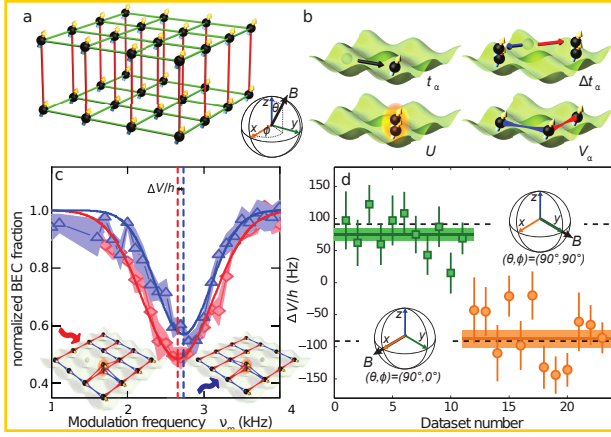 a
z
B
θ
x
ϕ
y
b
t_α
Δt_α
U
V_α
c
ΔV/h
1.0
0.8
0.6
0.4
normalized BEC fraction
1
2
3
4
Modulation frequency ν_m (kHz)
d
150
100
50
0
−50
−100
−150
ΔV/h (Hz)
z
x
y
B
(θ,ϕ)=(90°,90°)
z
x
y
B
(θ,ϕ)=(90°,0°)
0
5
10
15
20
Dataset number